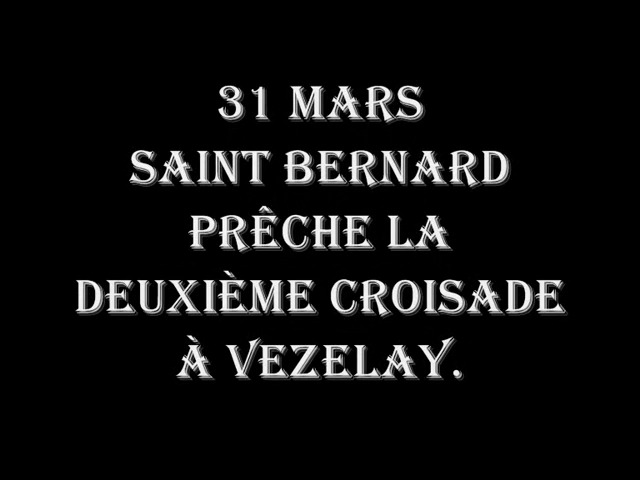 31 MARS
SAINT BERNARD
PRÊCHE LA
DEUXIÈME CROISADE
À VEZELAY.